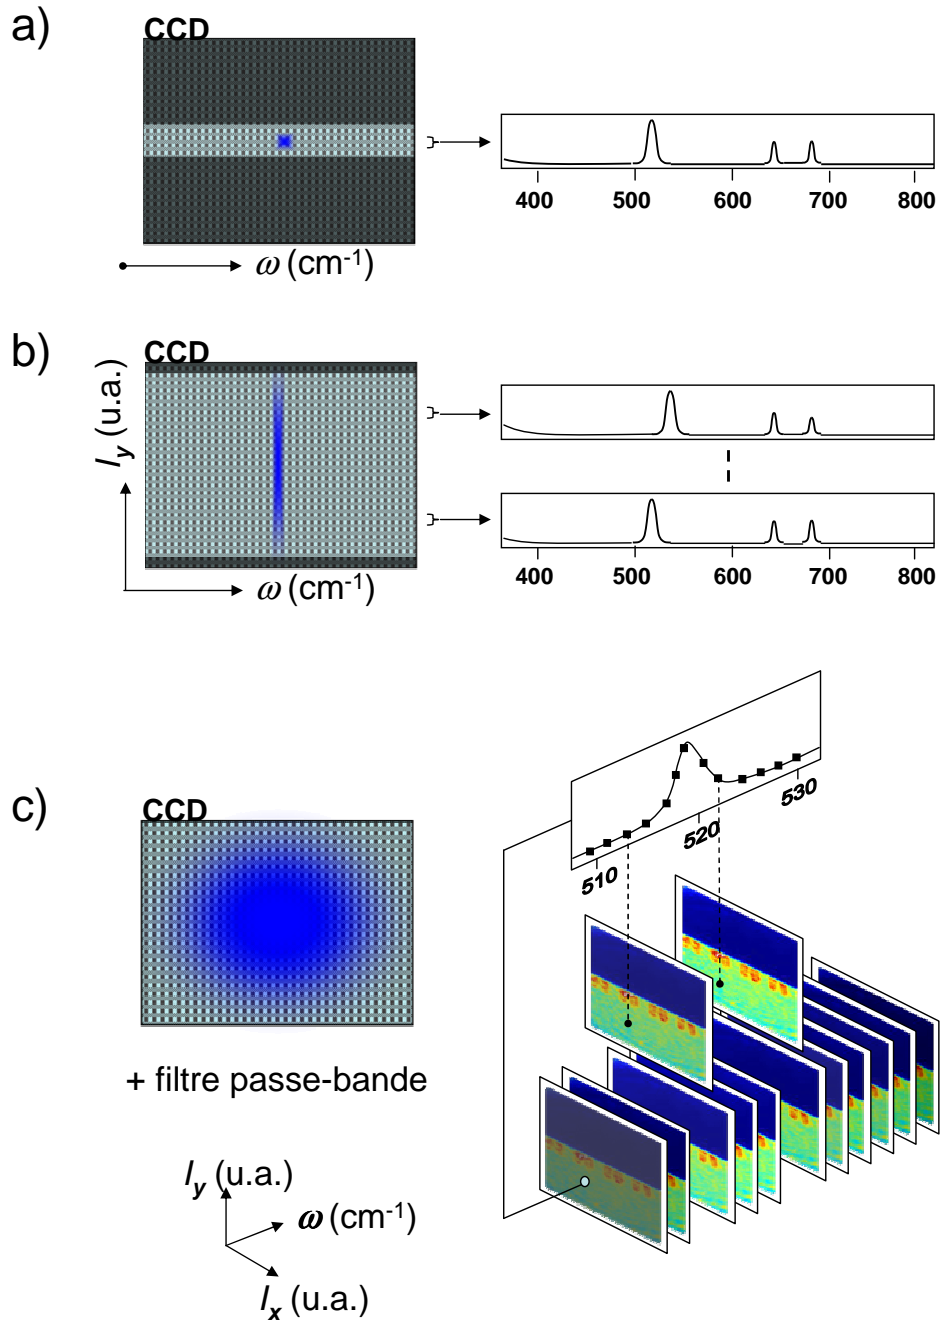 a)
CCD
400 500 600 700 800
ω (cm-1)
b)
CCD
Iy (u.a.)
400 500 600 700 800
ω (cm-1)
c)
CCD
510 520 530
+ filtre passe-bande
Iy (u.a.)
ω (cm-1)
Ix (u.a.)